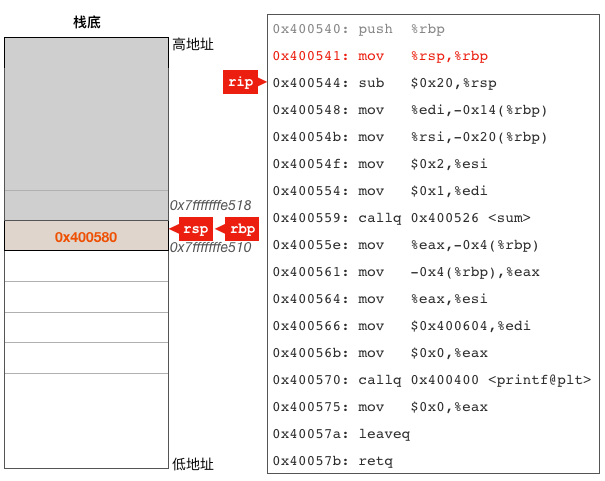 栈底
高地址
0x7fffffffe518
0x400580
rsp
rbp
0x7fffffffe510
低地址
rip
0x400540: push %rbp
0x400541: mov %rsp,%rbp
0x400544: sub $0x20,%rsp
0x400548: mov %edi,-0x14(%rbp)
0x40054b: mov %rsi,-0x20(%rbp)
0x40054f: mov $0x2,%esi
0x400554: mov $0x1,%edi
0x400559: callq 0x400526 <sum>
0x40055e: mov %eax,-0x4(%rbp)
0x400561: mov -0x4(%rbp),%eax
0x400564: mov %eax,%esi
0x400566: mov $0x400604,%edi
0x40056b: mov $0x0,%eax
0x400570: callq 0x400400 <printf@plt>
0x400575: mov $0x0,%eax
0x40057a: leaveq
0x40057b: retq